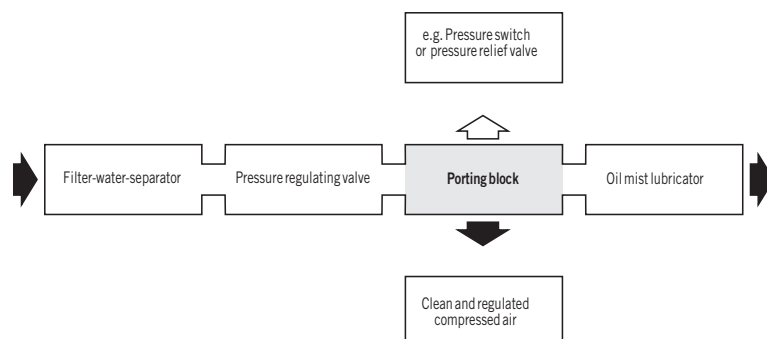 e.g. Pressure switch
or pressure relief valve
Filter-water-separator
Pressure regulating valve
Porting block
Oil mist lubricator
Clean and regulated
compressed air